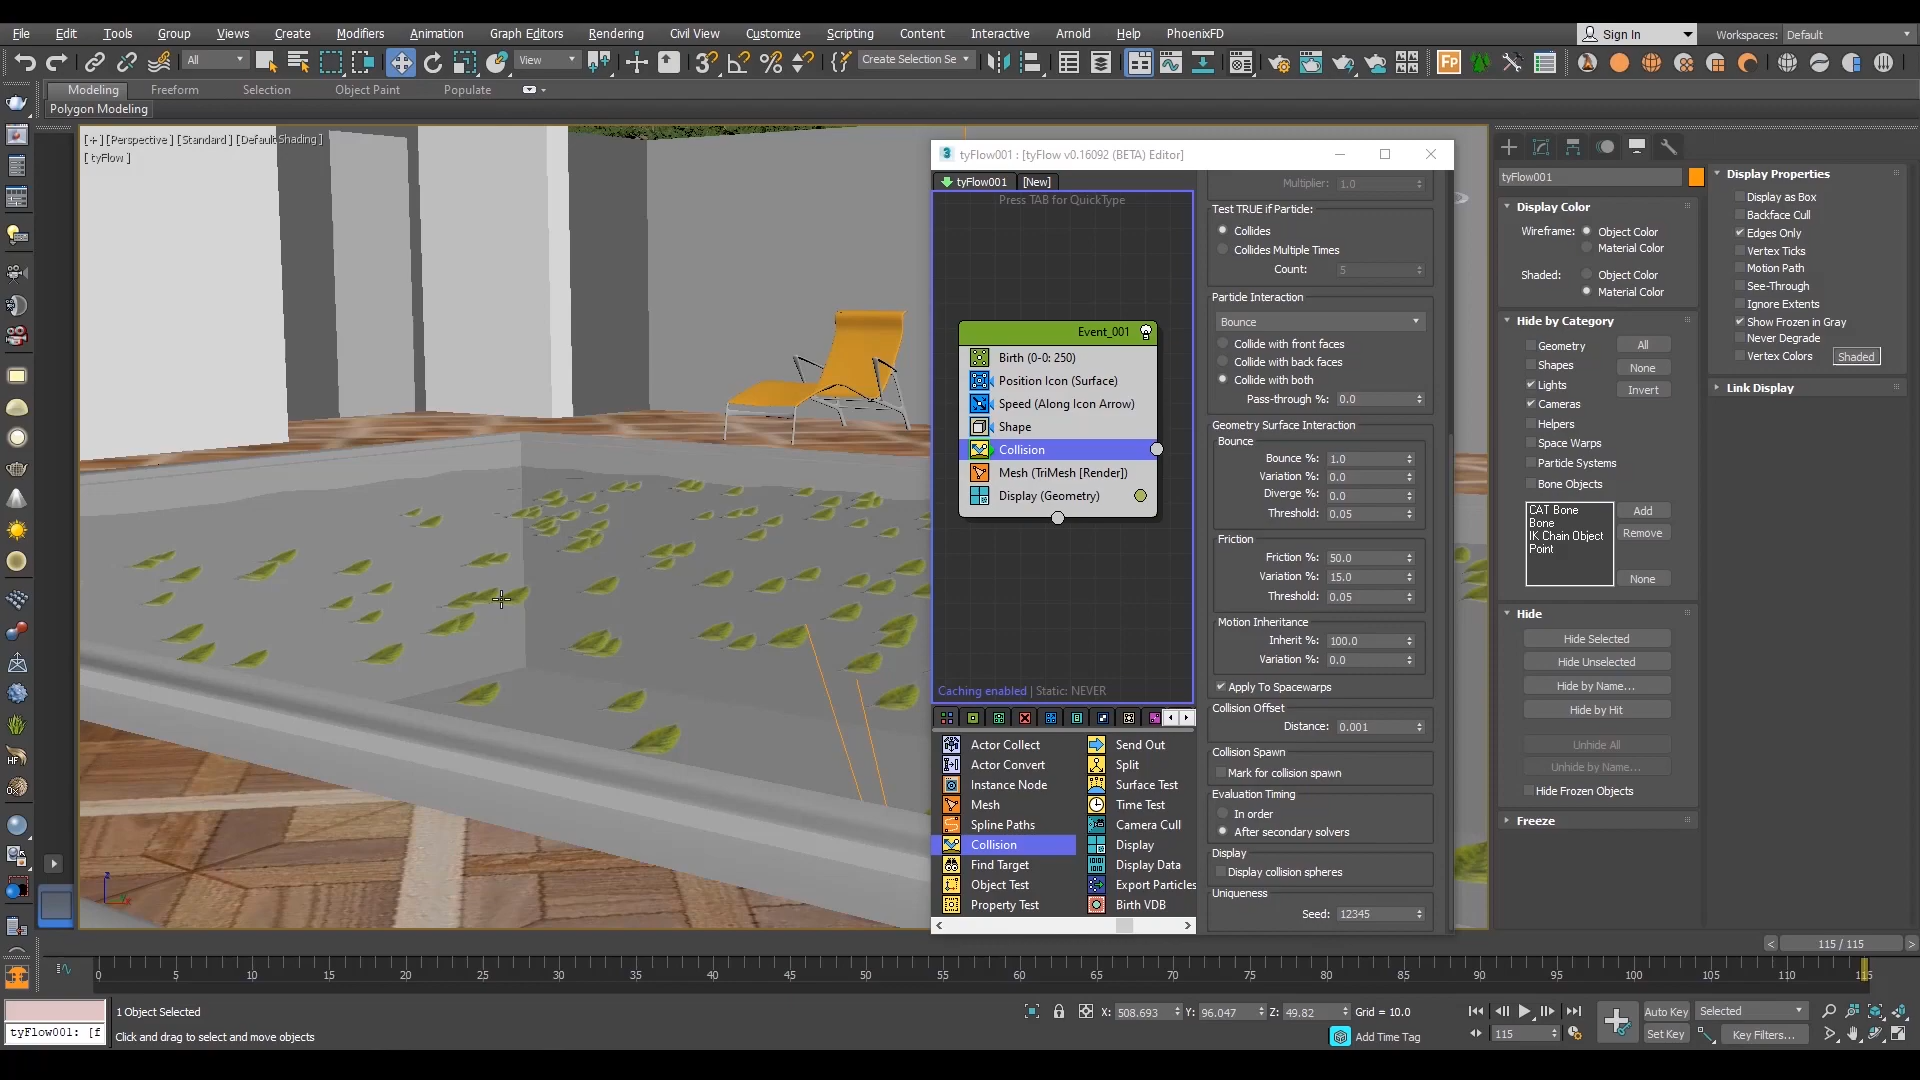 File Edit Tools Group Views Create Modifiers Animation Graph Editors Rendering Civil View Customize Scripting Content Interactive Arnold Help PhoenixFD
Sign In
Workspaces: Default
All
View
Create Selection Se
Fp
Modeling Freeform Selection Object Paint Populate
Polygon Modeling
[+] [Perspective] [Standard] [Default Shading]
[ tyFlow ]
tyFlow001 : [tyFlow v0.16092 (BETA) Editor]
tyFlow001 [New]
Press TAB for QuickType
Event_001
Birth (0-0: 250)
Position Icon (Surface)
Speed (Along Icon Arrow)
Shape
Collision
Mesh (TriMesh [Render])
Display (Geometry)
Caching enabled | Static: NEVER
Actor Collect Send Out
Actor Convert Split
Instance Node Surface Test
Mesh Time Test
Spline Paths Camera Cull
Collision Display
Find Target Display Data
Object Test Export Particles
Property Test Birth VDB
Multiplier: 1.0
Test TRUE if Particle:
Collides
Collides Multiple Times
Count: 5
Particle Interaction
Bounce
Collide with front faces
Collide with back faces
Collide with both
Pass-through %: 0.0
Geometry Surface Interaction
Bounce
Bounce %: 1.0
Variation %: 0.0
Diverge %: 0.0
Threshold: 0.05
Friction
Friction %: 50.0
Variation %: 15.0
Threshold: 0.05
Motion Inheritance
Inherit %: 100.0
Variation %: 0.0
Apply To Spacewarps
Collision Offset
Distance: 0.001
Collision Spawn
Mark for collision spawn
Evaluation Timing
In order
After secondary solvers
Display
Display collision spheres
Uniqueness
Seed: 12345
tyFlow001
Display Color
Wireframe: Object Color
Material Color
Shaded: Object Color
Material Color
Hide by Category
Geometry All
Shapes None
Lights Invert
Cameras
Helpers
Space Warps
Particle Systems
Bone Objects
CAT Bone
Bone
IK Chain Object
Point
Add
Remove
None
Hide
Hide Selected
Hide Unselected
Hide by Name...
Hide by Hit
Unhide All
Unhide by Name...
Hide Frozen Objects
Freeze
Display Properties
Display as Box
Backface Cull
Edges Only
Vertex Ticks
Motion Path
See-Through
Ignore Extents
Show Frozen in Gray
Never Degrade
Vertex Colors Shaded
Link Display
< 115 / 115 >
0 5 10 15 20 25 30 35 40 45 50 55 60 65 70 75 80 85 90 95 100 105 110 115
1 Object Selected
X: 508.693 Y: 96.047 Z: 49.82 Grid = 10.0
Auto Key Selected
tyFlow001: [f
Click and drag to select and move objects
Add Time Tag
115
Set Key Key Filters...